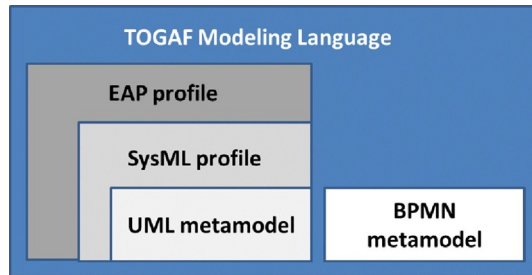 TOGAF Modeling Language
EAP profile
SysML profile
UML metamodel
BPMN
metamodel